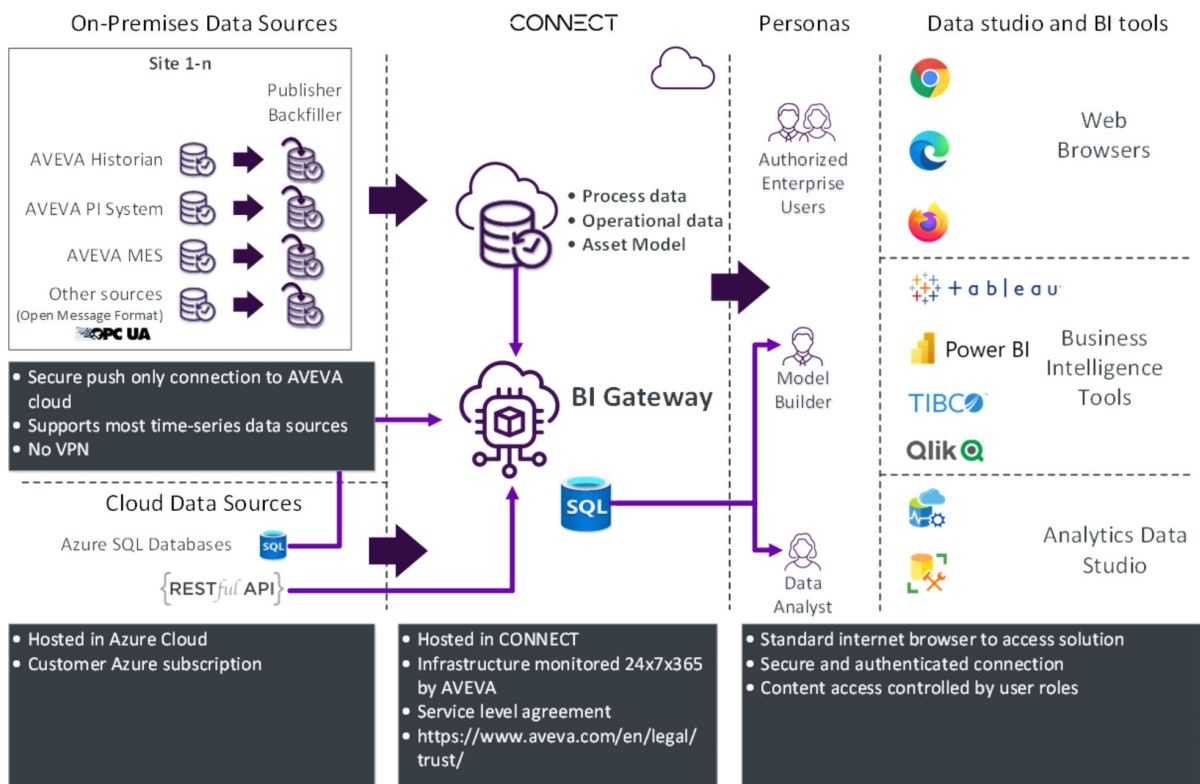 On-Premises Data Sources
Site 1-n
Publisher
Backfiller
AVEVA Historian
AVEVA PI System
AVEVA MES
Other sources
(Open Message Format)
OPC UA
• Secure push only connection to AVEVA
cloud
• Supports most time-series data sources
• No VPN
Cloud Data Sources
Azure SQL Databases
SQL
{RESTful API}
• Hosted in Azure Cloud
• Customer Azure subscription
CONNECT
• Process data
• Operational data
• Asset Model
BI Gateway
SQL
• Hosted in CONNECT
• Infrastructure monitored 24x7x365
by AVEVA
• Service level agreement
• https://www.aveva.com/en/legal/
trust/
Personas
Authorized
Enterprise
Users
Model
Builder
Data
Analyst
Data studio and BI tools
Web
Browsers
+ableau
Power BI
TIBCO
Qlik
Business
Intelligence
Tools
Analytics Data
Studio
• Standard internet browser to access solution
• Secure and authenticated connection
• Content access controlled by user roles